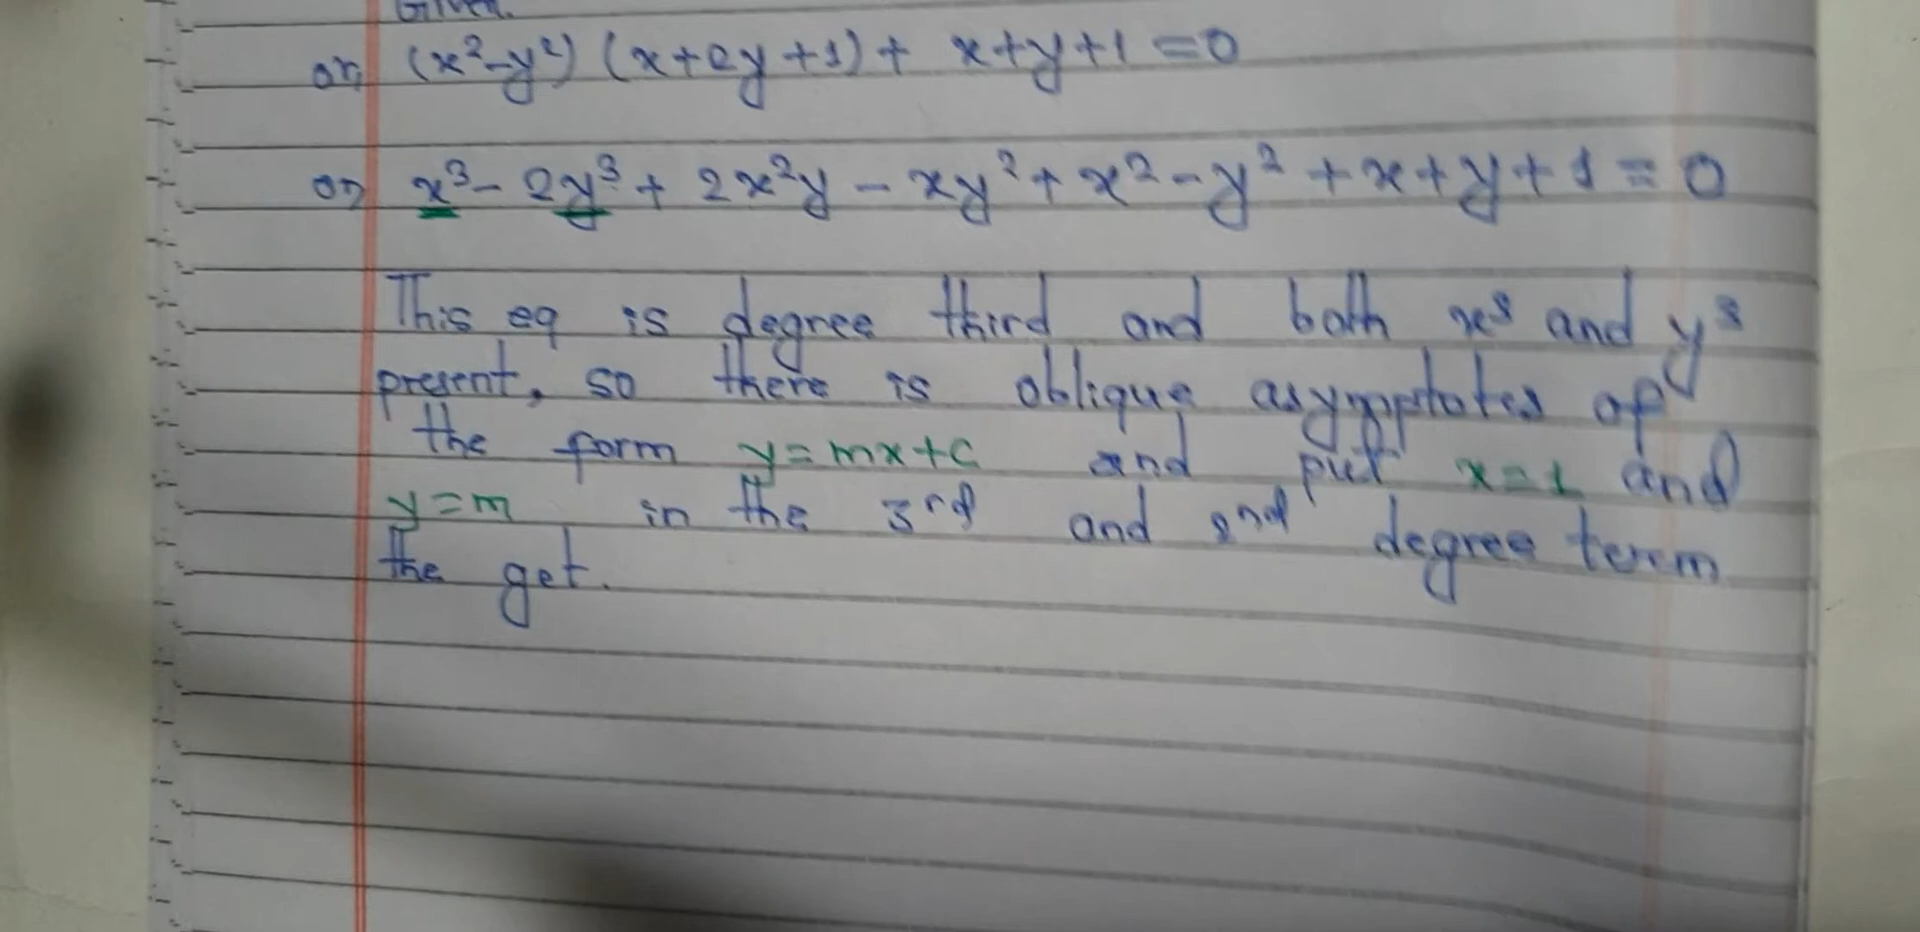 Given.
or, (x²-y²) (x+2y+1)+ x+y+1=0
or, x³- 2y³+ 2x²y - xy²+ x²-y² +x+y+1=0
This eq is degree third and both x³ and y³
present, so there is oblique asymptotes of
the form y=mx+c and put x=1 and
y=m in the 3rd and 2nd degree term
the get.